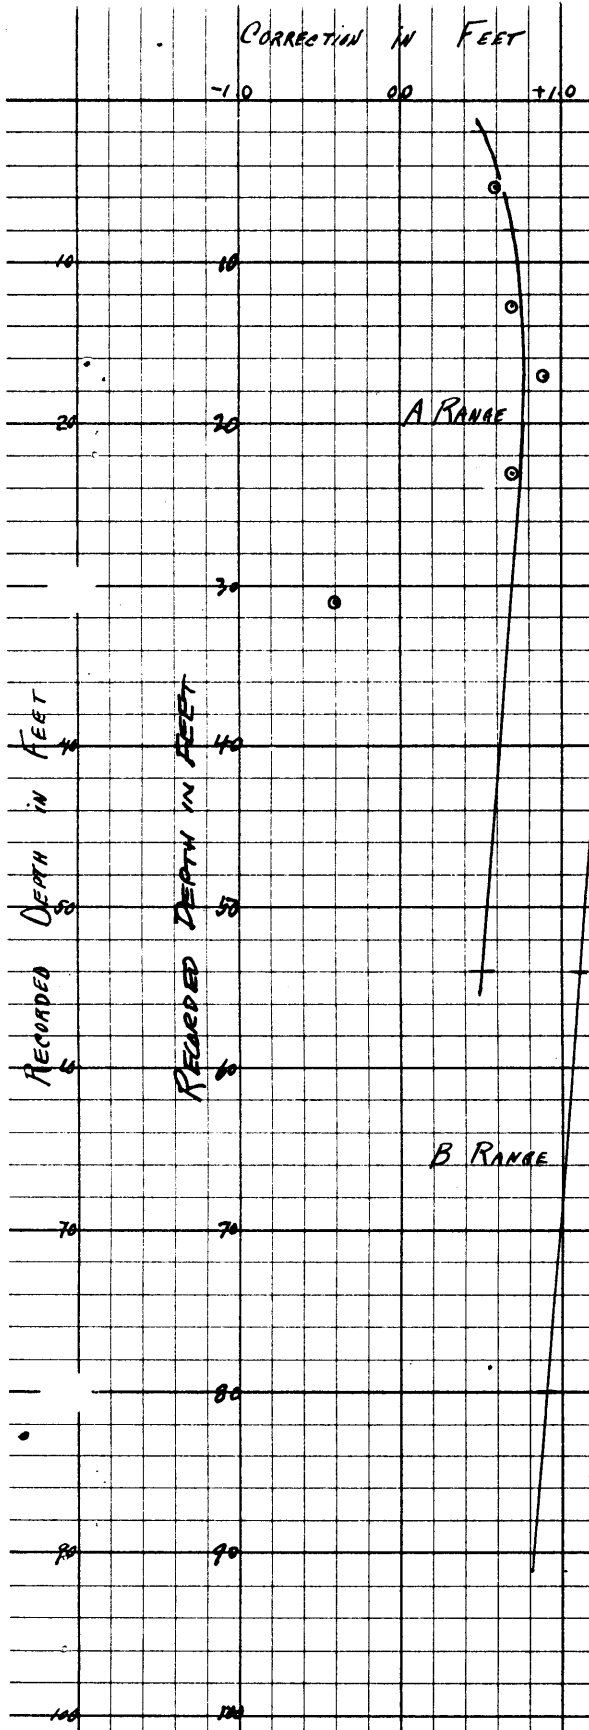 CORRECTION IN FEET
-1.0 0.0 +1.0
10 10
20 20
A RANGE
30
40 40
RECORDED DEPTH IN FEET
RECORDED DEPTH IN FEET
50 50
60 60
B RANGE
70 70
80
90 90
100 100